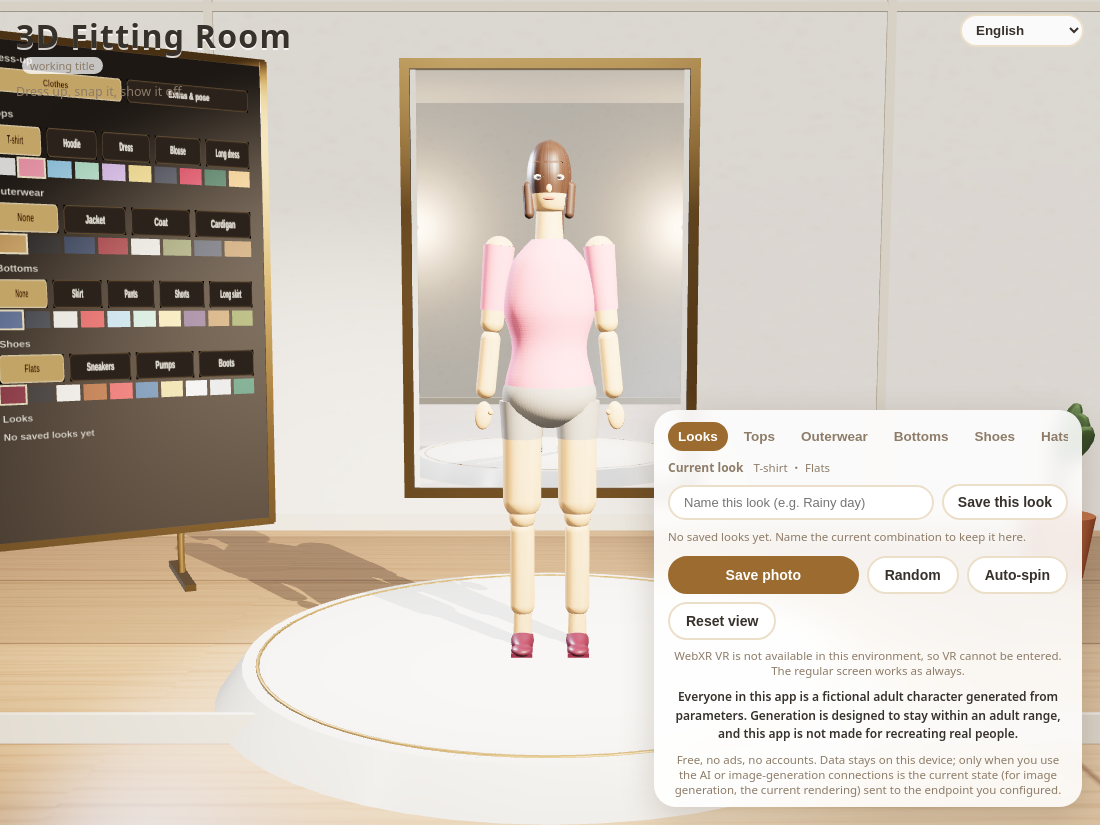 3D Fitting Room
working title
Dress up, snap it, show it off
English
Clothes
Extras & pose
T-shirt
Hoodie
Dress
Blouse
Long dress
None
Jacket
Coat
Cardigan
Bottoms
None
Skirt
Pants
Shorts
Long skirt
Shoes
Flats
Sneakers
Pumps
Boots
Looks
No saved looks yet
Looks
Tops
Outerwear
Bottoms
Shoes
Hats
Current look T-shirt • Flats
Name this look (e.g. Rainy day)
Save this look
No saved looks yet. Name the current combination to keep it here.
Save photo
Random
Auto-spin
Reset view
WebXR VR is not available in this environment, so VR cannot be entered.
The regular screen works as always.
Everyone in this app is a fictional adult character generated from
parameters. Generation is designed to stay within an adult range,
and this app is not made for recreating real people.
Free, no ads, no accounts. Data stays on this device; only when you use
the AI or image-generation connections is the current state (for image
generation, the current rendering) sent to the endpoint you configured.